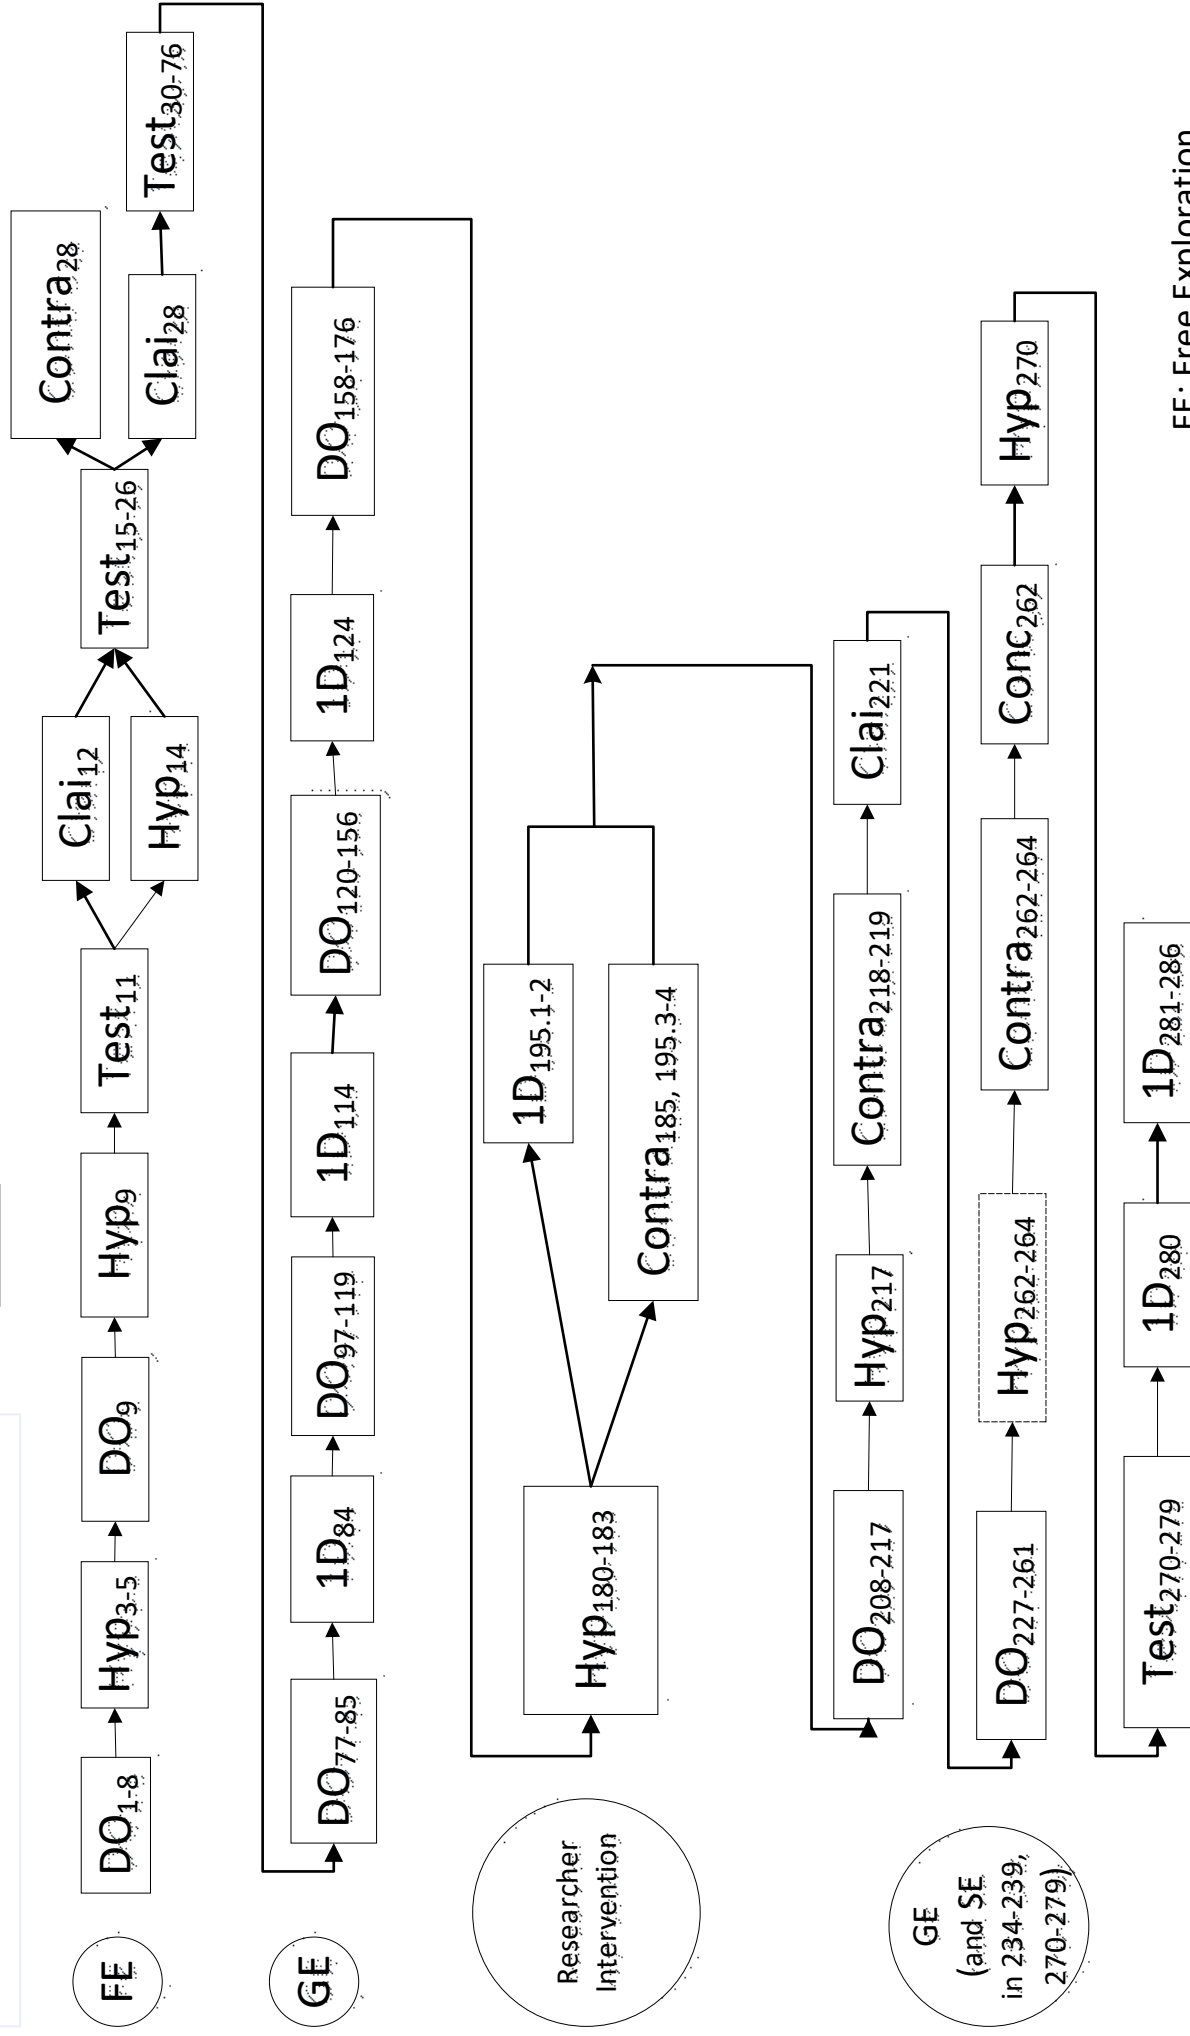 FE
DO1-8
Hyp3-5
DO9
Hyp9
Test11
Clai12
Hyp14
Test15-26
Contra28
Clai28
Test30-76
GE
DO77-85
1D84
DO97-119
1D114
DO120-156
1D124
DO158-176
Researcher
Intervention
Hyp180-183
1D195.1-2
Contra185, 195.3-4
DO208-217
Hyp217
Contra218-219
Clai221
GE
(and SE
in 234-239,
270-279)
DO227-261
Hyp262-264
Contra262-264
Conc262
Hyp270
Test270-279
1D280
1D281-286
FE: Free Exploration